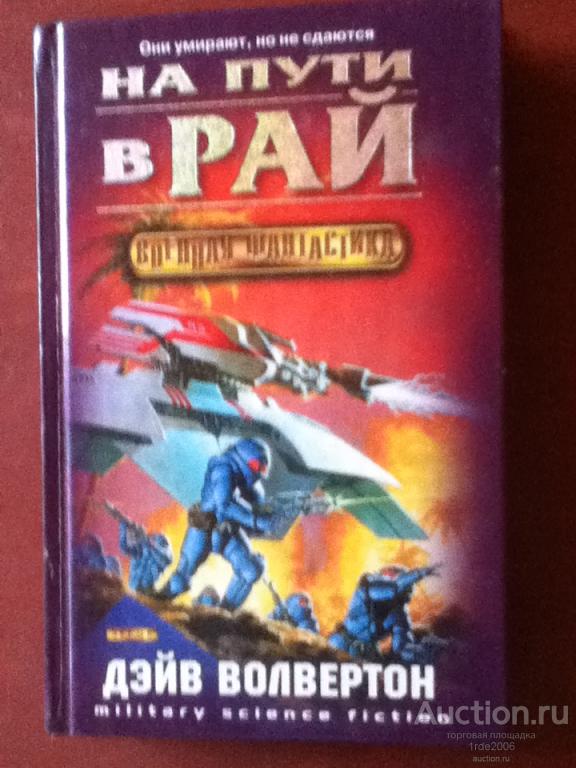 Они умирают, но не сдаются
НА ПУТИ
В РАЙ
ВОЕННАЯ ФАНТАСТИКА
ДЭЙВ ВОЛВЕРТОН
military science fiction
Auction.ru
торговая площадка
1rde2006
auction.ru